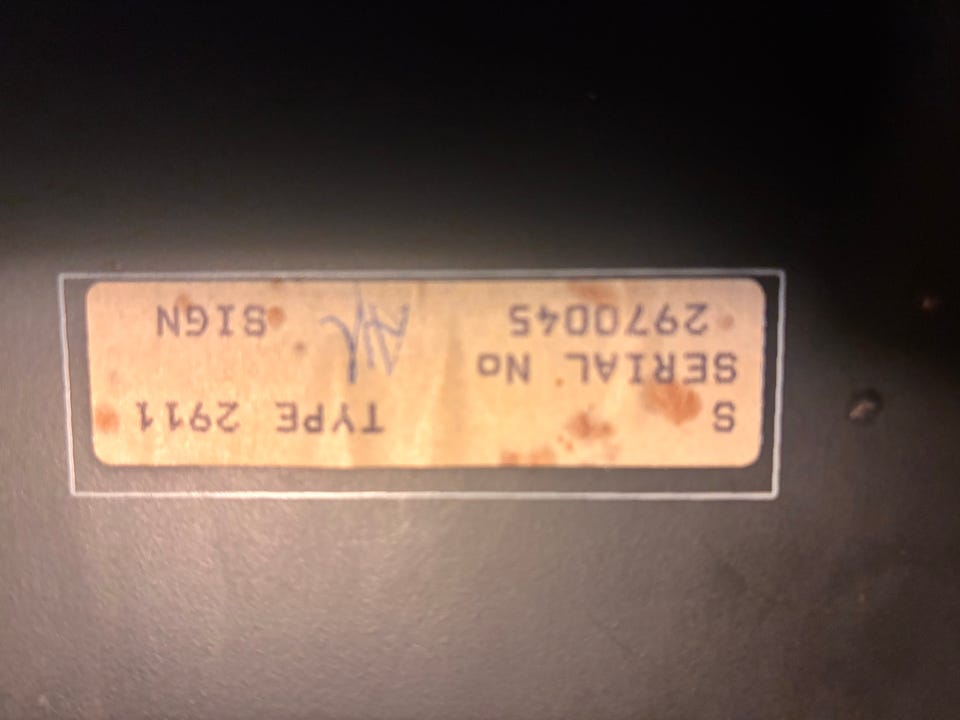 S TYPE 2911
SERIAL No
2970045 SIGN